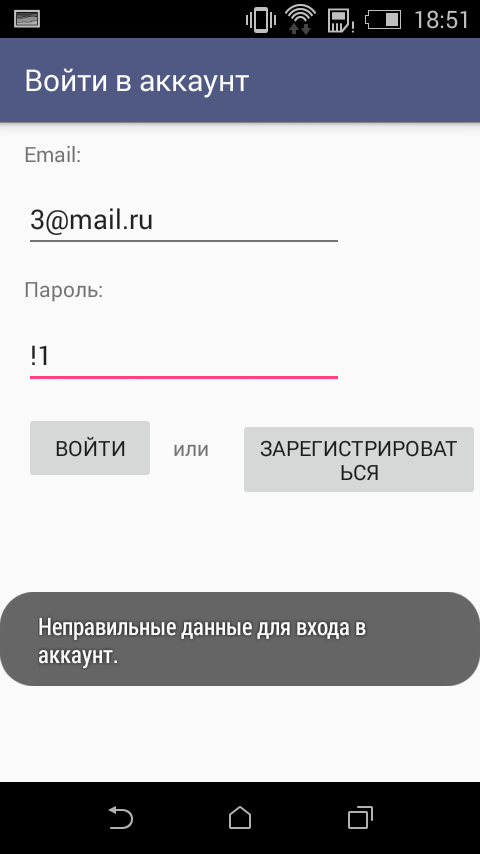 18:51
Войти в аккаунт
Email:
3@mail.ru
Пароль:
!1
ВОЙТИ или ЗАРЕГИСТРИРОВАТ
ЬСЯ
Неправильные данные для входа в
аккаунт.